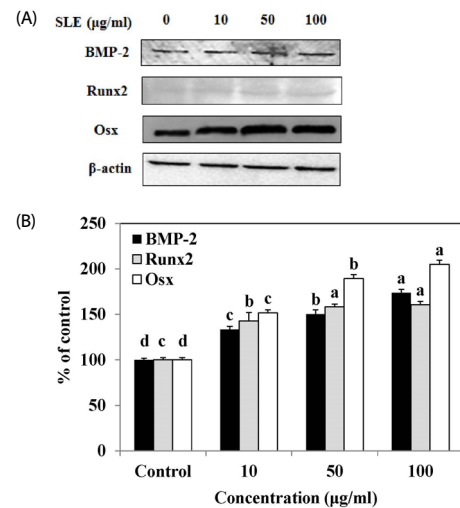 (A)
SLE (μg/ml) 0 10 50 100
BMP-2
Runx2
Osx
β-actin
(B)
250
200
150
100
50
0
% of control
BMP-2
Runx2
Osx
d c d
c b c
b a b
a a a
Control 10 50 100
Concentration (μg/ml)